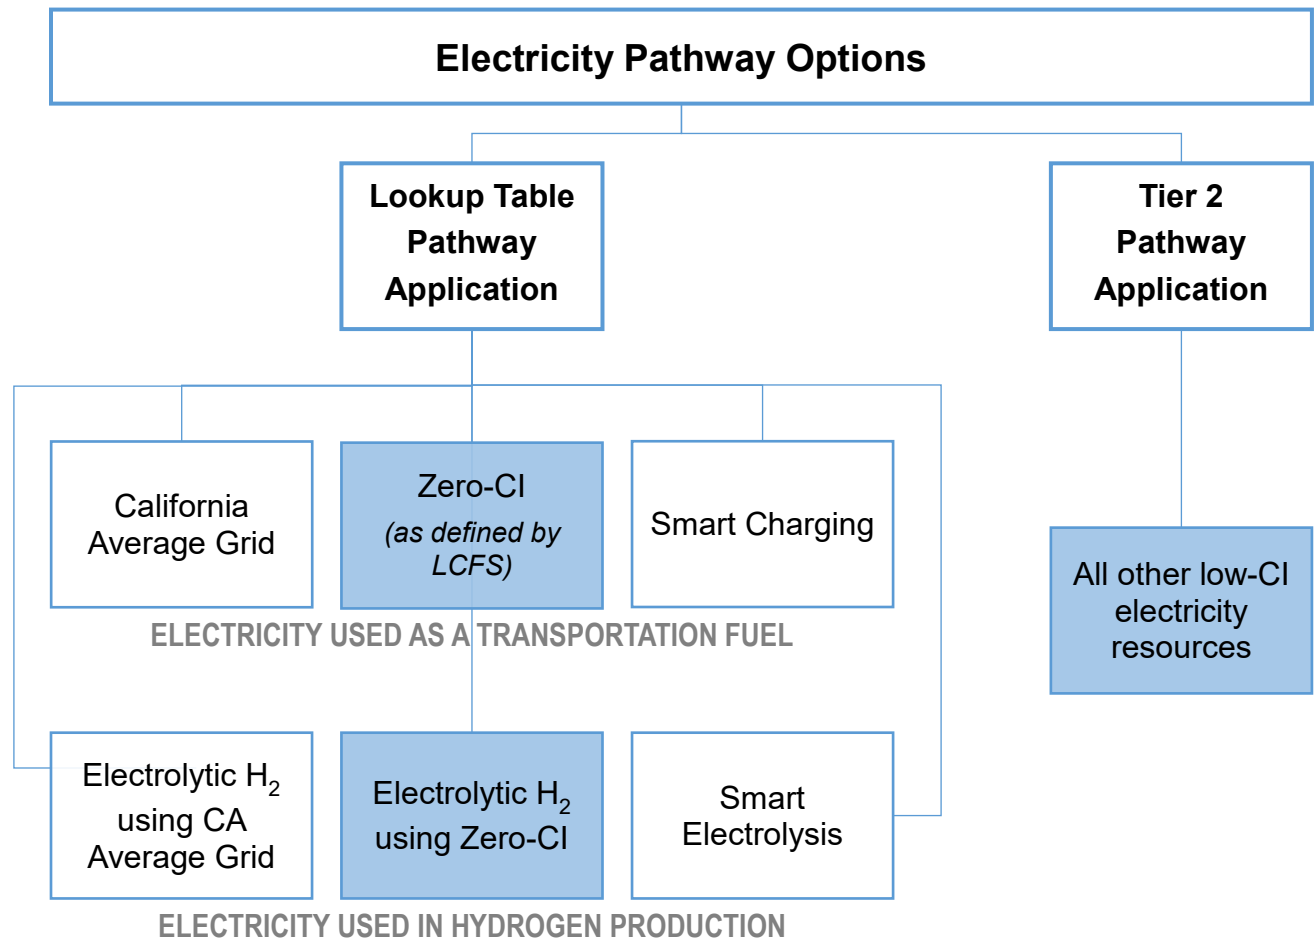 Electricity Pathway Options
Lookup Table
Pathway
Application
Tier 2
Pathway
Application
California
Average Grid
Zero-CI
(as defined by
LCFS)
Smart Charging
All other low-CI
electricity
resources
ELECTRICITY USED AS A TRANSPORTATION FUEL
Electrolytic H₂
using CA
Average Grid
Electrolytic H₂
using Zero-CI
Smart
Electrolysis
ELECTRICITY USED IN HYDROGEN PRODUCTION